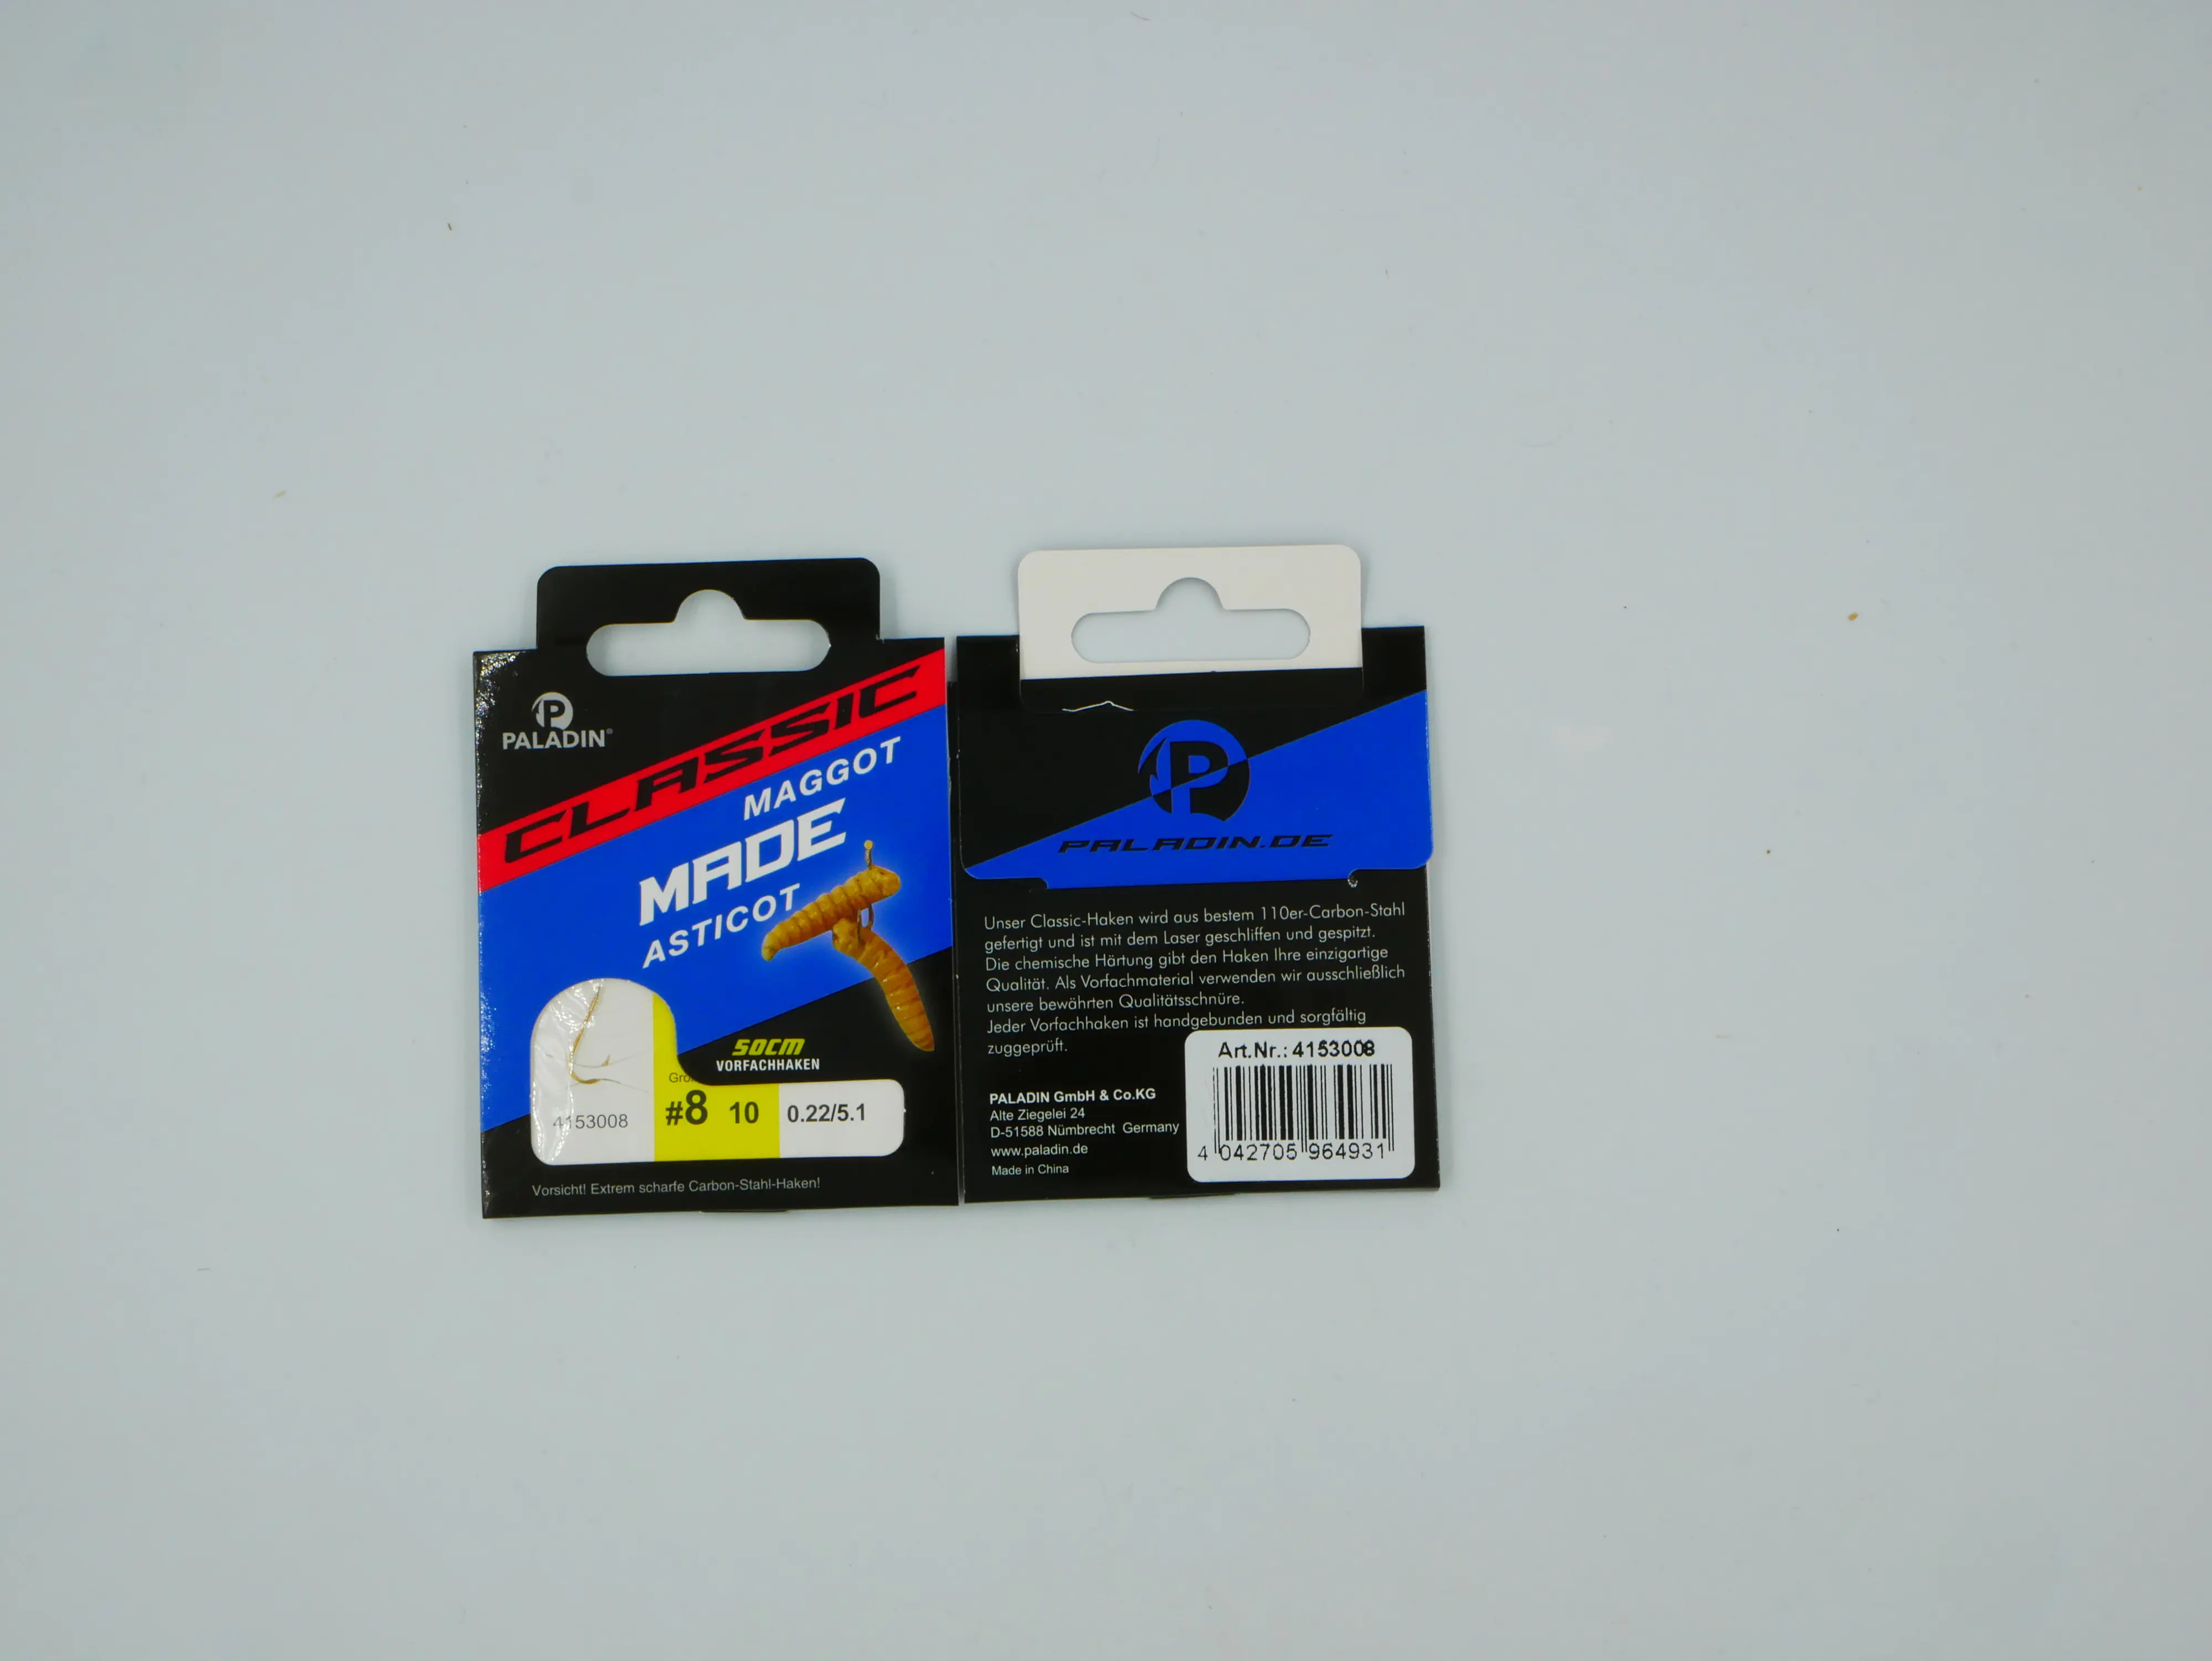 PALADIN®
CLASSIC
MAGGOT
MADE
ASTICOT
50CM
VORFACHHAKEN
4153008
#8
10
0.22/5.1
Vorsicht! Extrem scharfe Carbon-Stahl-Haken!
P
PALADIN.DE
Unser Classic-Haken wird aus bestem 110er-Carbon-Stahl
gefertigt und ist mit dem Laser geschliffen und gespitzt.
Die chemische Härtung gibt den Haken Ihre einzigartige
Qualität. Als Vorfachmaterial verwenden wir ausschließlich
unsere bewährten Qualitätsschnüre.
Jeder Vorfachhaken ist handgebunden und sorgfältig
zuggeprüft.
PALADIN GmbH & Co.KG
Alte Ziegelei 24
D-51588 Nümbrecht Germany
www.paladin.de
Made in China
Art.Nr.: 4153008
4 042705 964931